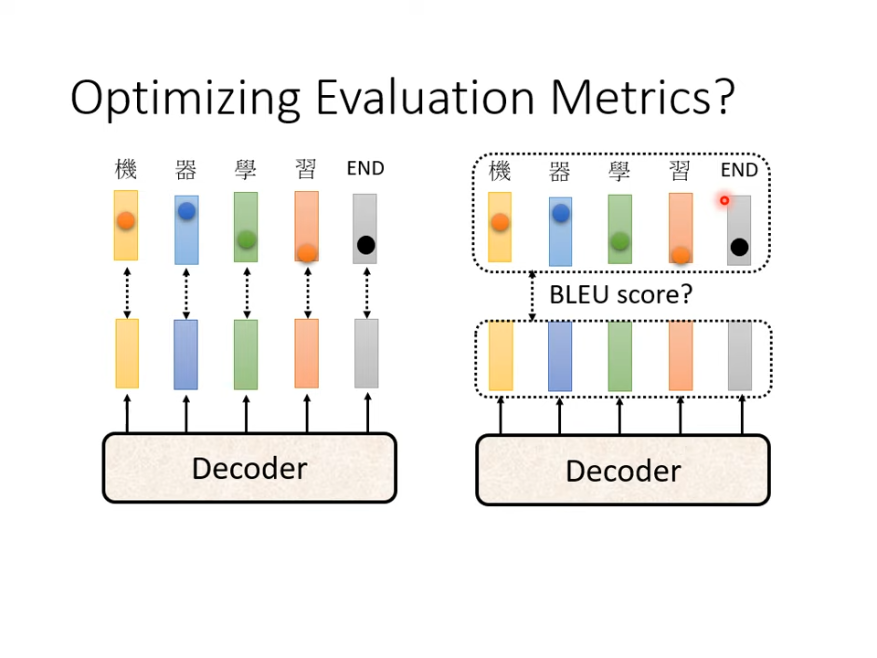 Optimizing Evaluation Metrics?
機 器 學 習 END
機 器 學 習 END
BLEU score?
Decoder
Decoder